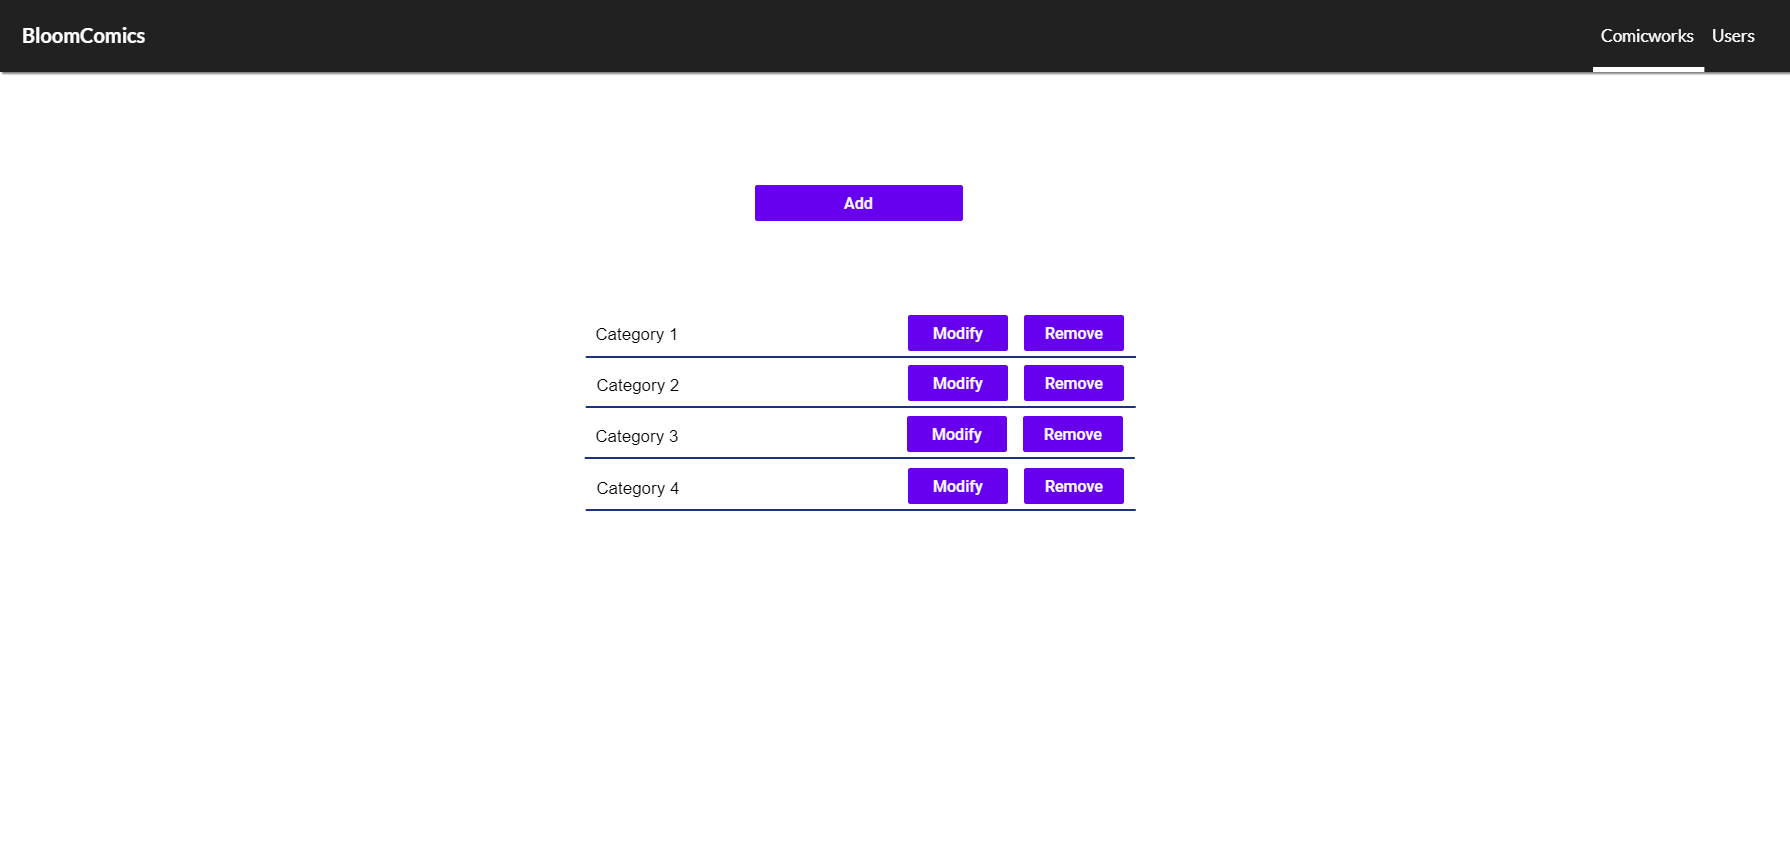 BloomComics Comicworks Users
Add
Category 1 Modify Remove
Category 2 Modify Remove
Category 3 Modify Remove
Category 4 Modify Remove